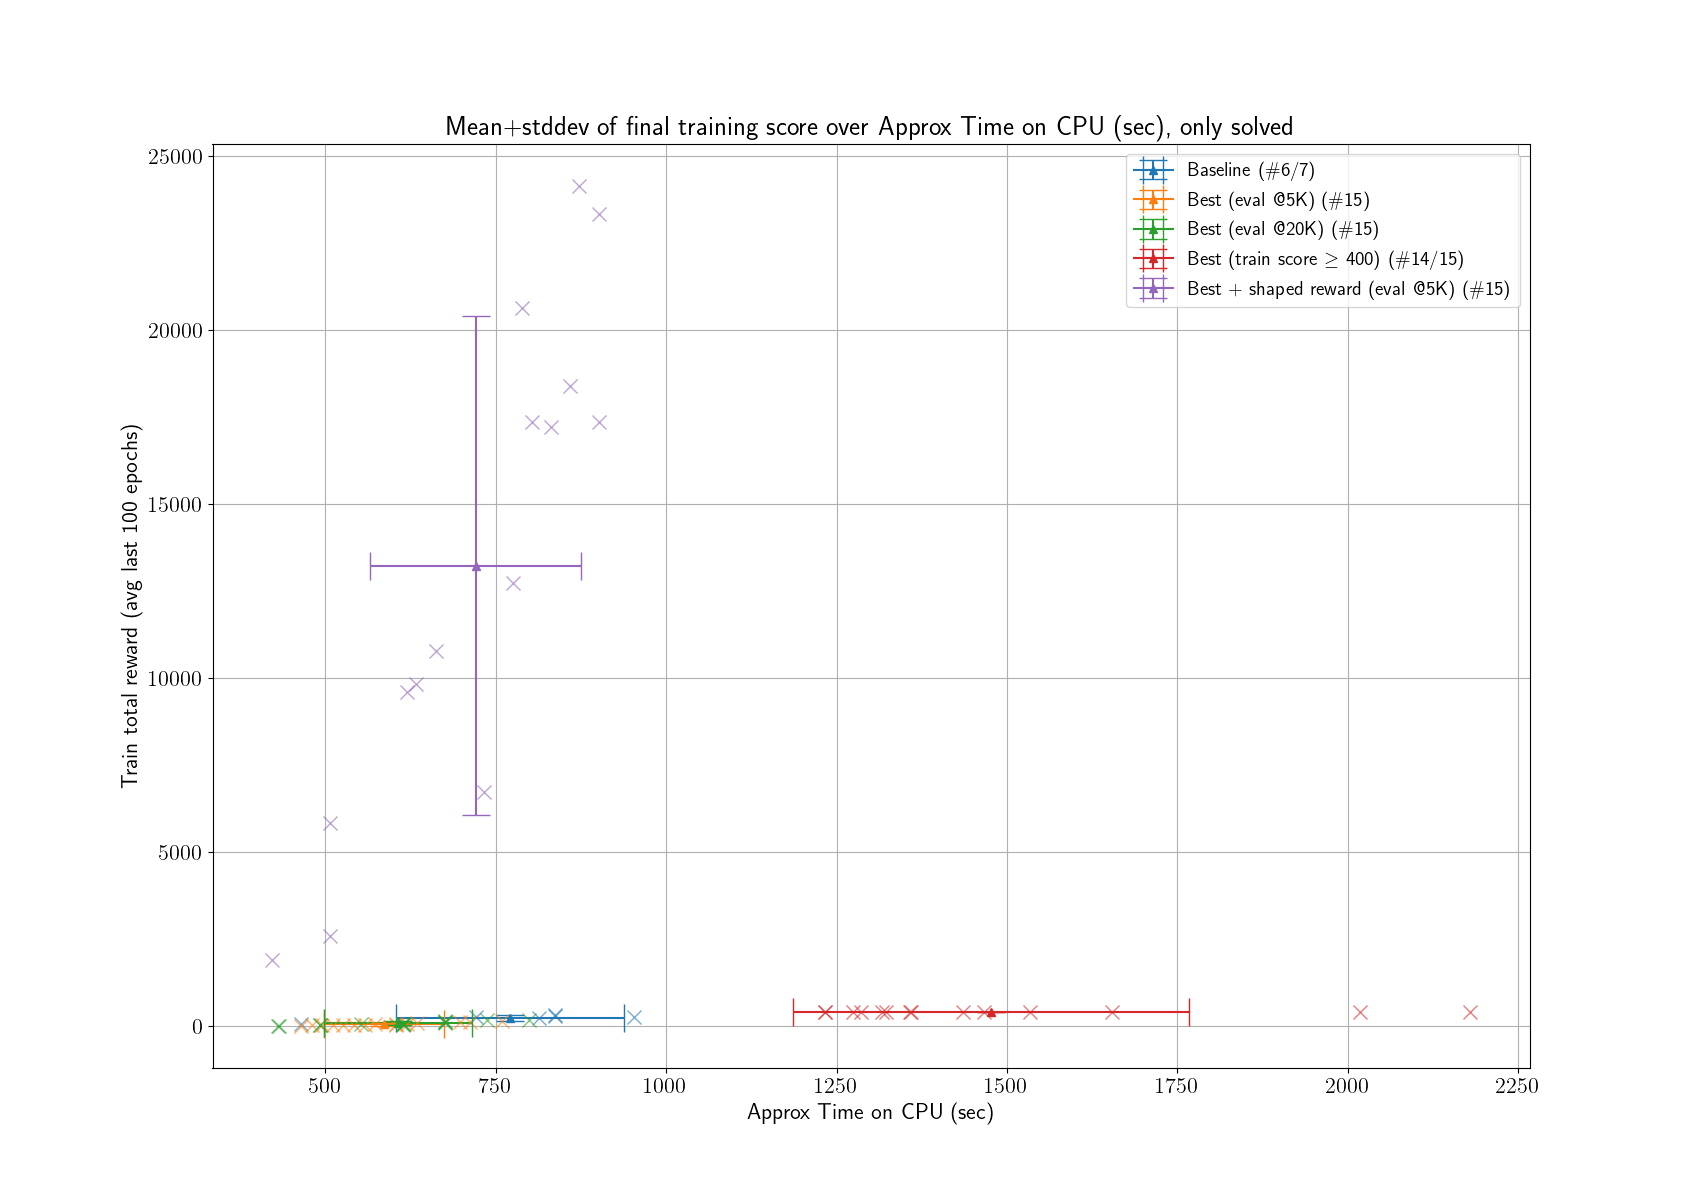 Mean+stddev of final training score over Approx Time on CPU (sec), only solved
25000
20000
15000
10000
5000
0
Train total reward (avg last 100 epochs)
Baseline (#6/7)
Best (eval @5K) (#15)
Best (eval @20K) (#15)
Best (train score ≥ 400) (#14/15)
Best + shaped reward (eval @5K) (#15)
500 750 1000 1250 1500 1750 2000 2250
Approx Time on CPU (sec)